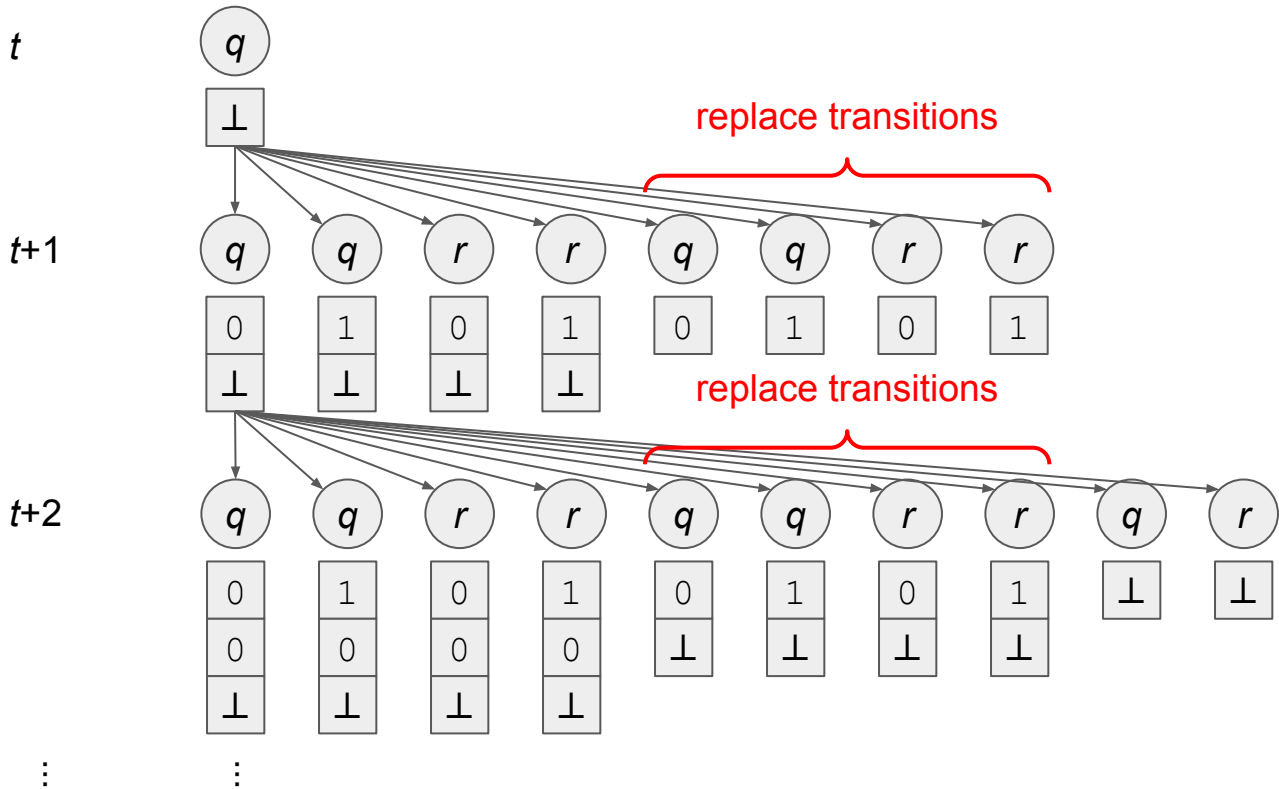 t q
⊥
replace transitions
t+1 q q r r q q r r
0 1 0 1 0 1 0 1
⊥ ⊥ ⊥ ⊥
replace transitions
t+2 q q r r q q r r q r
0 1 0 1 0 1 0 1 ⊥ ⊥
0 0 0 0 ⊥ ⊥ ⊥ ⊥
⊥ ⊥ ⊥ ⊥
⋮ ⋮